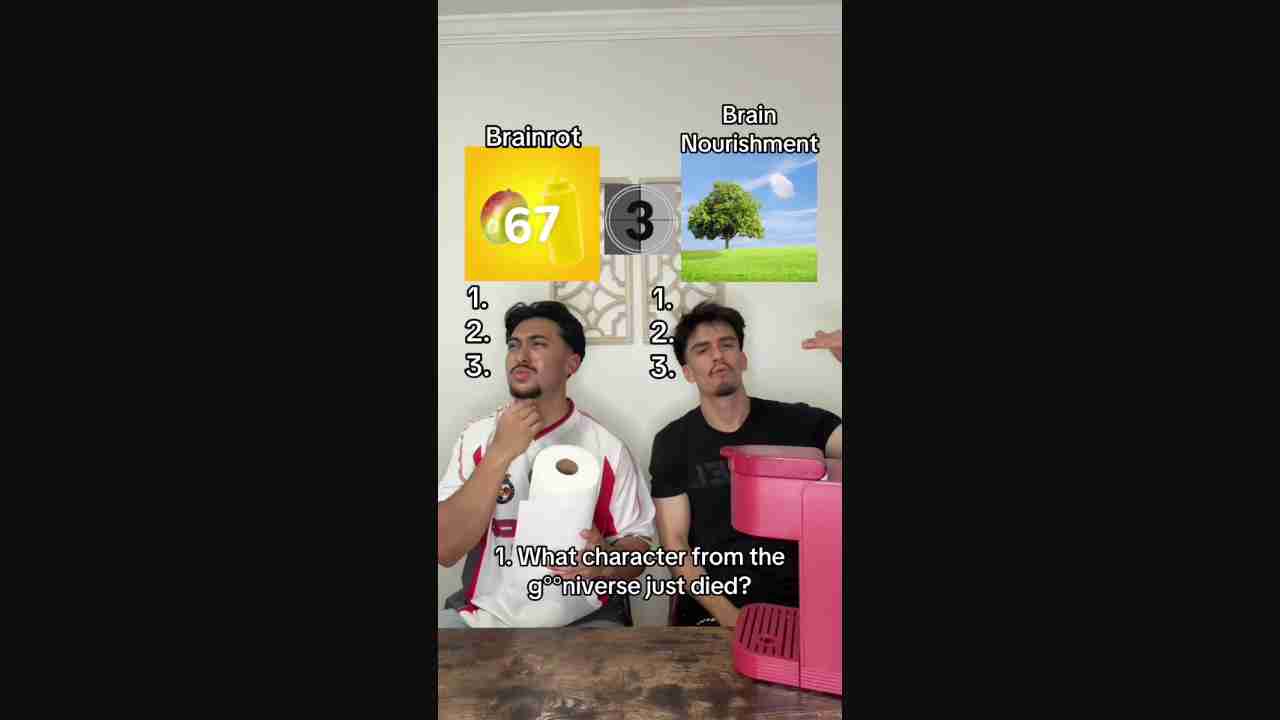 Brainrot
Brain
Nourishment
67
3
1.
2.
3.
1.
2.
3.
1. What character from the
g°°niverse just died?